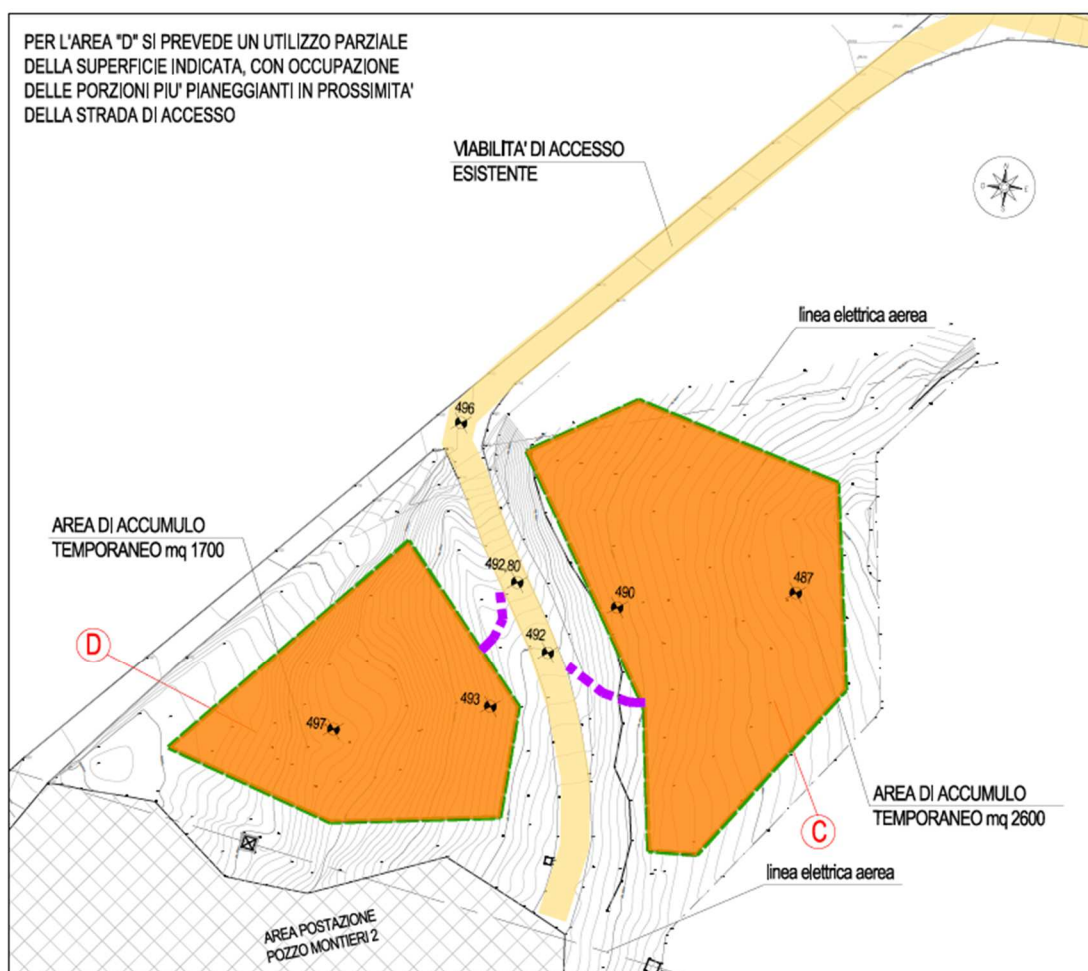 PER L'AREA "D" SI PREVEDE UN UTILIZZO PARZIALE
DELLA SUPERFICIE INDICATA, CON OCCUPAZIONE
DELLE PORZIONI PIU' PIANEGGIANTI IN PROSSIMITA'
DELLA STRADA DI ACCESSO
VIABILITA' DI ACCESSO
ESISTENTE
N
O E
S
linea elettrica aerea
496
AREA DI ACCUMULO
TEMPORANEO mq 1700
492,80
490
487
D
492
493
497
AREA DI ACCUMULO
TEMPORANEO mq 2600
C
linea elettrica aerea
AREA POSTAZIONE
POZZO MONTIERI 2